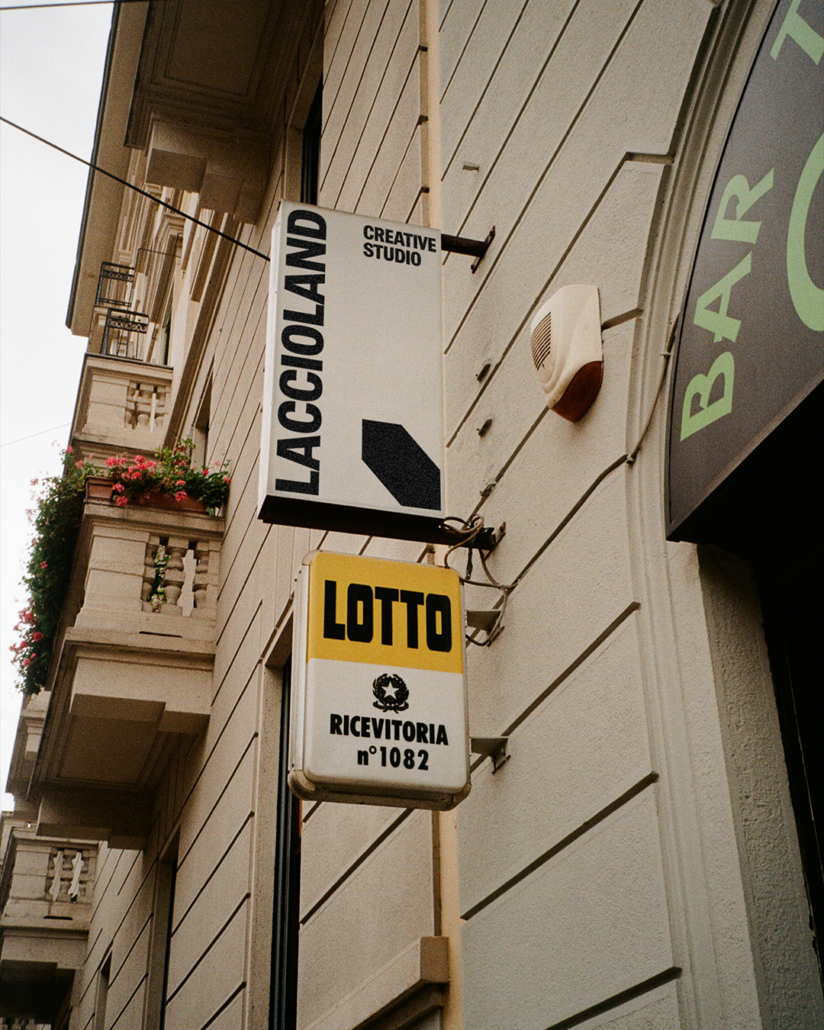 LACCIOLAND
CREATIVE
STUDIO
LOTTO
RICEVITORIA
n°1082
BAR